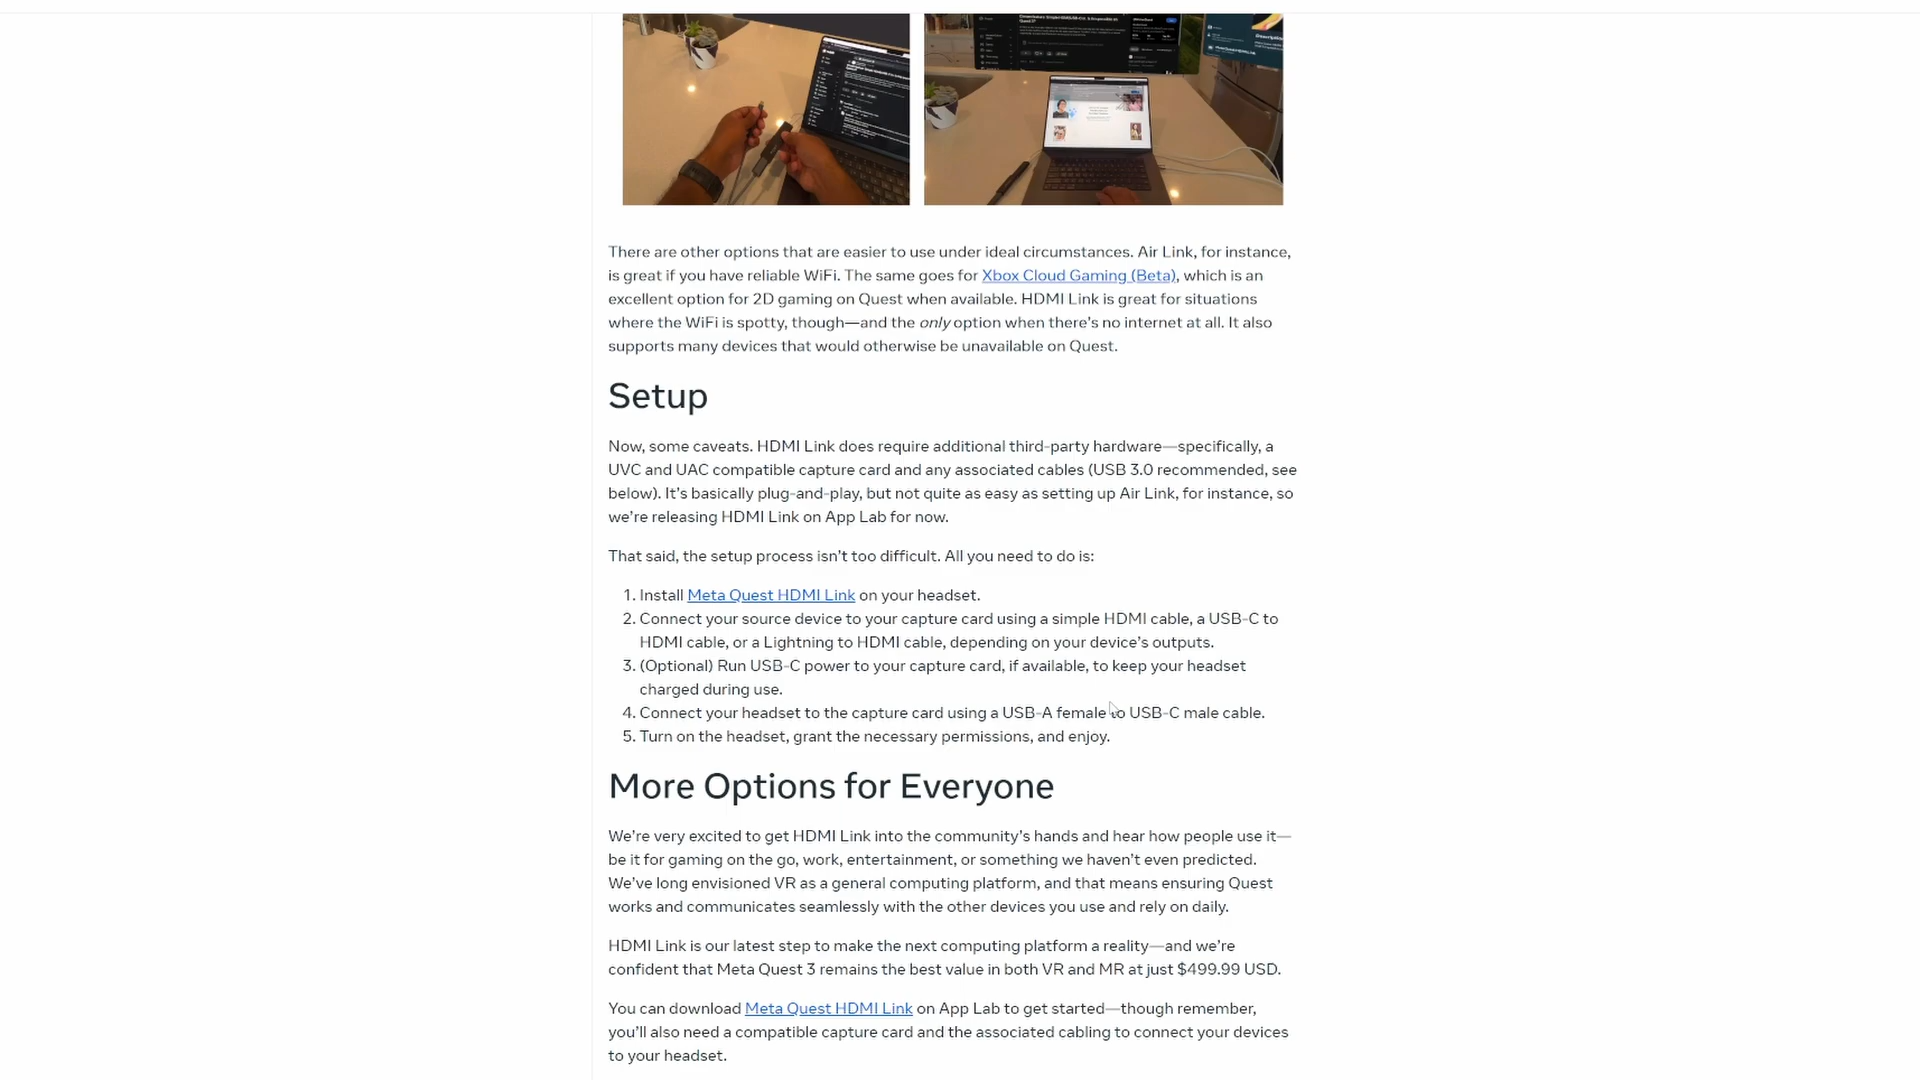 There are other options that are easier to use under ideal circumstances. Air Link, for instance,
is great if you have reliable WiFi. The same goes for Xbox Cloud Gaming (Beta), which is an
excellent option for 2D gaming on Quest when available. HDMI Link is great for situations
where the WiFi is spotty, though—and the only option when there's no internet at all. It also
supports many devices that would otherwise be unavailable on Quest.
Setup
Now, some caveats. HDMI Link does require additional third-party hardware—specifically, a
UVC and UAC compatible capture card and any associated cables (USB 3.0 recommended, see
below). It's basically plug-and-play, but not quite as easy as setting up Air Link, for instance, so
we're releasing HDMI Link on App Lab for now.
That said, the setup process isn't too difficult. All you need to do is:
1. Install Meta Quest HDMI Link on your headset.
2. Connect your source device to your capture card using a simple HDMI cable, a USB-C to
HDMI cable, or a Lightning to HDMI cable, depending on your device's outputs.
3. (Optional) Run USB-C power to your capture card, if available, to keep your headset
charged during use.
4. Connect your headset to the capture card using a USB-A female to USB-C male cable.
5. Turn on the headset, grant the necessary permissions, and enjoy.
More Options for Everyone
We're very excited to get HDMI Link into the community's hands and hear how people use it—
be it for gaming on the go, work, entertainment, or something we haven't even predicted.
We've long envisioned VR as a general computing platform, and that means ensuring Quest
works and communicates seamlessly with the other devices you use and rely on daily.
HDMI Link is our latest step to make the next computing platform a reality—and we're
confident that Meta Quest 3 remains the best value in both VR and MR at just $499.99 USD.
You can download Meta Quest HDMI Link on App Lab to get started—though remember,
you'll also need a compatible capture card and the associated cabling to connect your devices
to your headset.